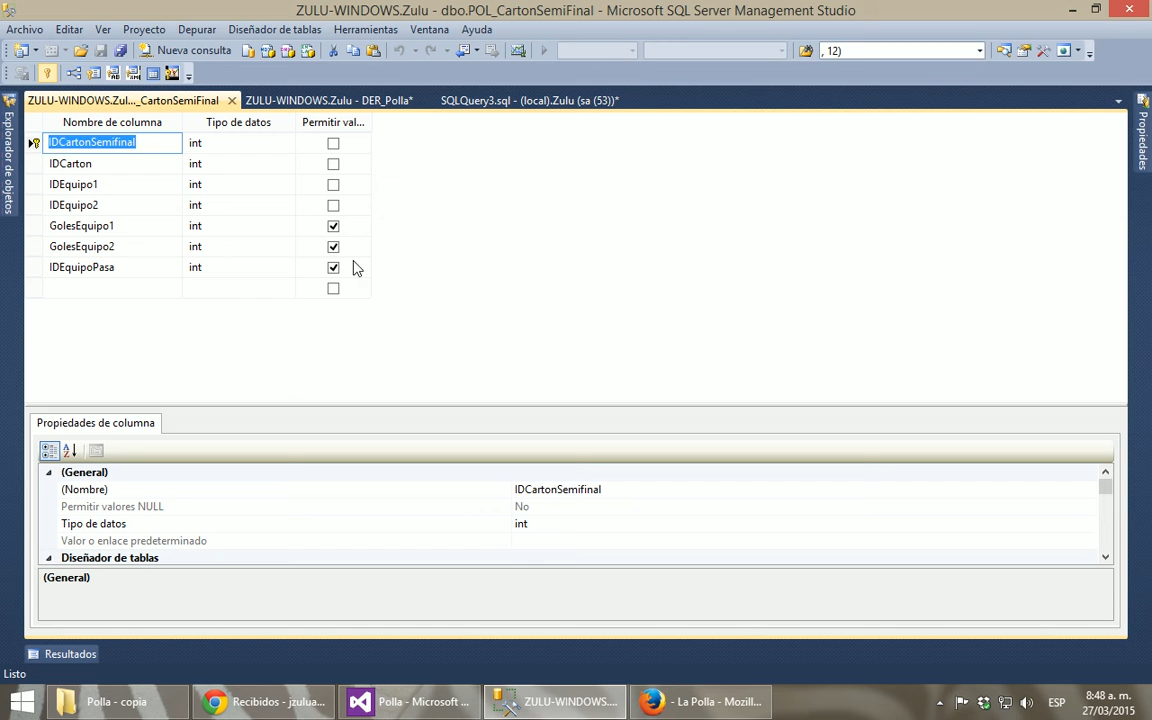 ZULU-WINDOWS.Zulu - dbo.POL_CartonSemiFinal - Microsoft SQL Server Management Studio
Archivo Editar Ver Proyecto Depurar Diseñador de tablas Herramientas Ventana Ayuda
Nueva consulta , 12)
ZULU-WINDOWS.Zul..._CartonSemiFinal ZULU-WINDOWS.Zulu - DER_Polla* SQLQuery3.sql - (local).Zulu (sa (53))*
Explorador de objetos
Propiedades
Nombre de columna Tipo de datos Permitir val...
IDCartonSemifinal int
IDCarton int
IDEquipo1 int
IDEquipo2 int
GolesEquipo1 int
GolesEquipo2 int
IDEquipoPasa int
Propiedades de columna
(General)
(Nombre) IDCartonSemifinal
Permitir valores NULL No
Tipo de datos int
Valor o enlace predeterminado
Diseñador de tablas
(General)
Resultados
Listo
Polla - copia Recibidos - jzulua... Polla - Microsoft ... ZULU-WINDOWS.... - La Polla - Mozill... ESP 8:48 a. m.
27/03/2015